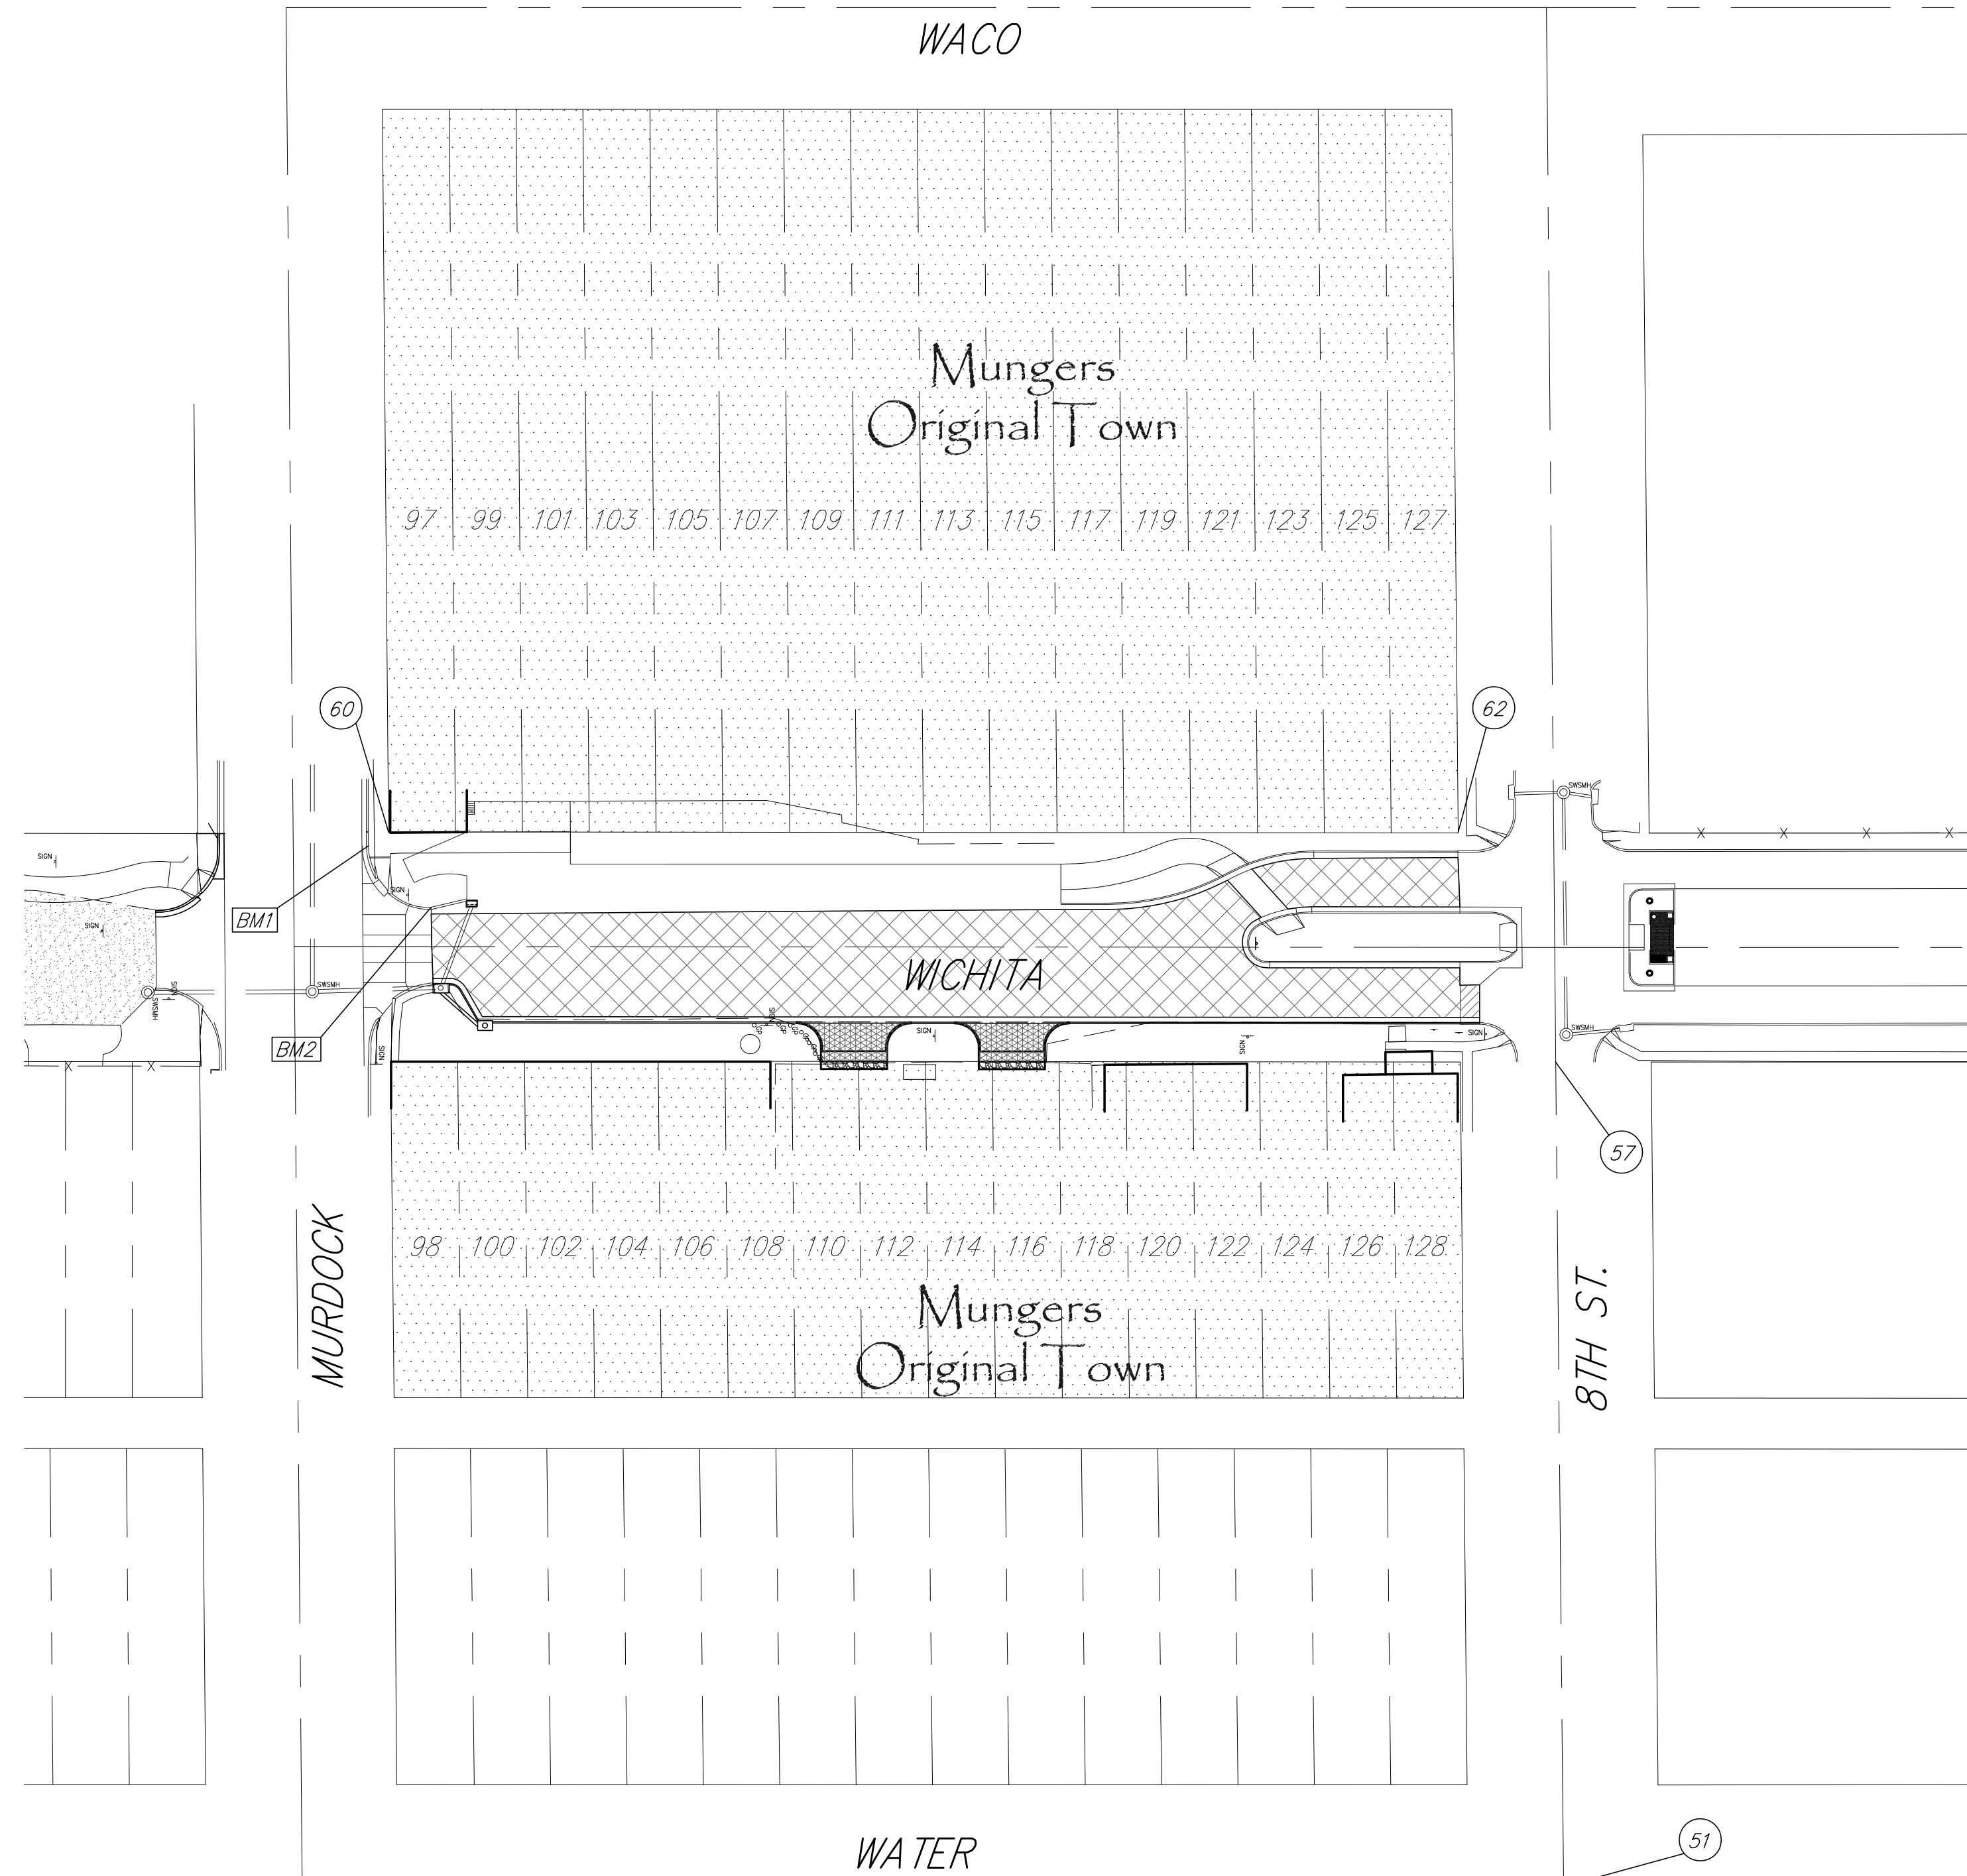 WACO
Mungers
Original Town
97 99 101 103 105 107 109 111 113 115 117 119 121 123 125 127
60
62
SWSMH
SIGN
SIGN
BM1
SIGN
WICHITA
SWSMH
SIGN
SWSMH
SIGN
SIGN
SIGN
SWSMH
BM2
SIGN
SIGN
57
98 100 102 104 106 108 110 112 114 116 118 120 122 124 126 128
MURDOCK
Mungers
Original Town
8TH ST.
WATER
51